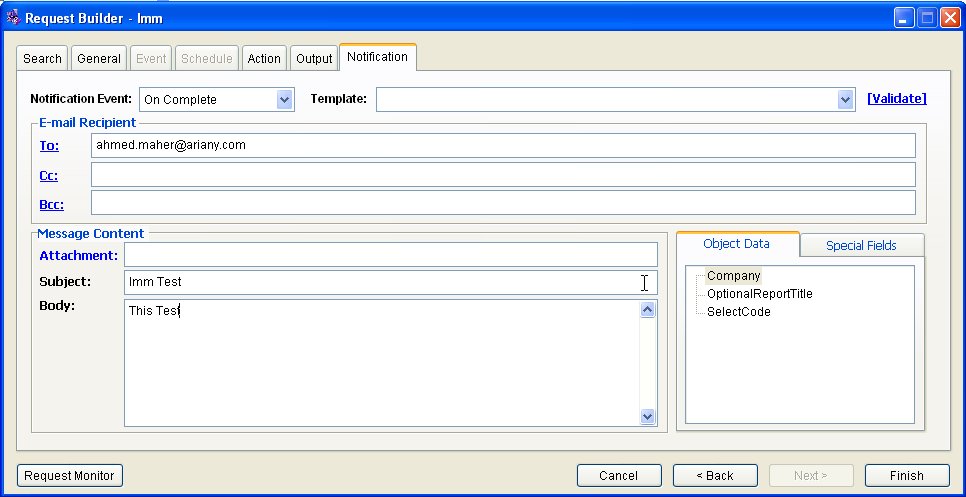 Request Builder - Imm
Search General Event Schedule Action Output Notification
Notification Event: On Complete Template: [Validate]
E-mail Recipient
To: ahmed.maher@ariany.com
Cc:
Bcc:
Message Content
Attachment:
Subject: Imm Test
Body: This Test
Object Data Special Fields
Company
OptionalReportTitle
SelectCode
Request Monitor Cancel < Back Next > Finish